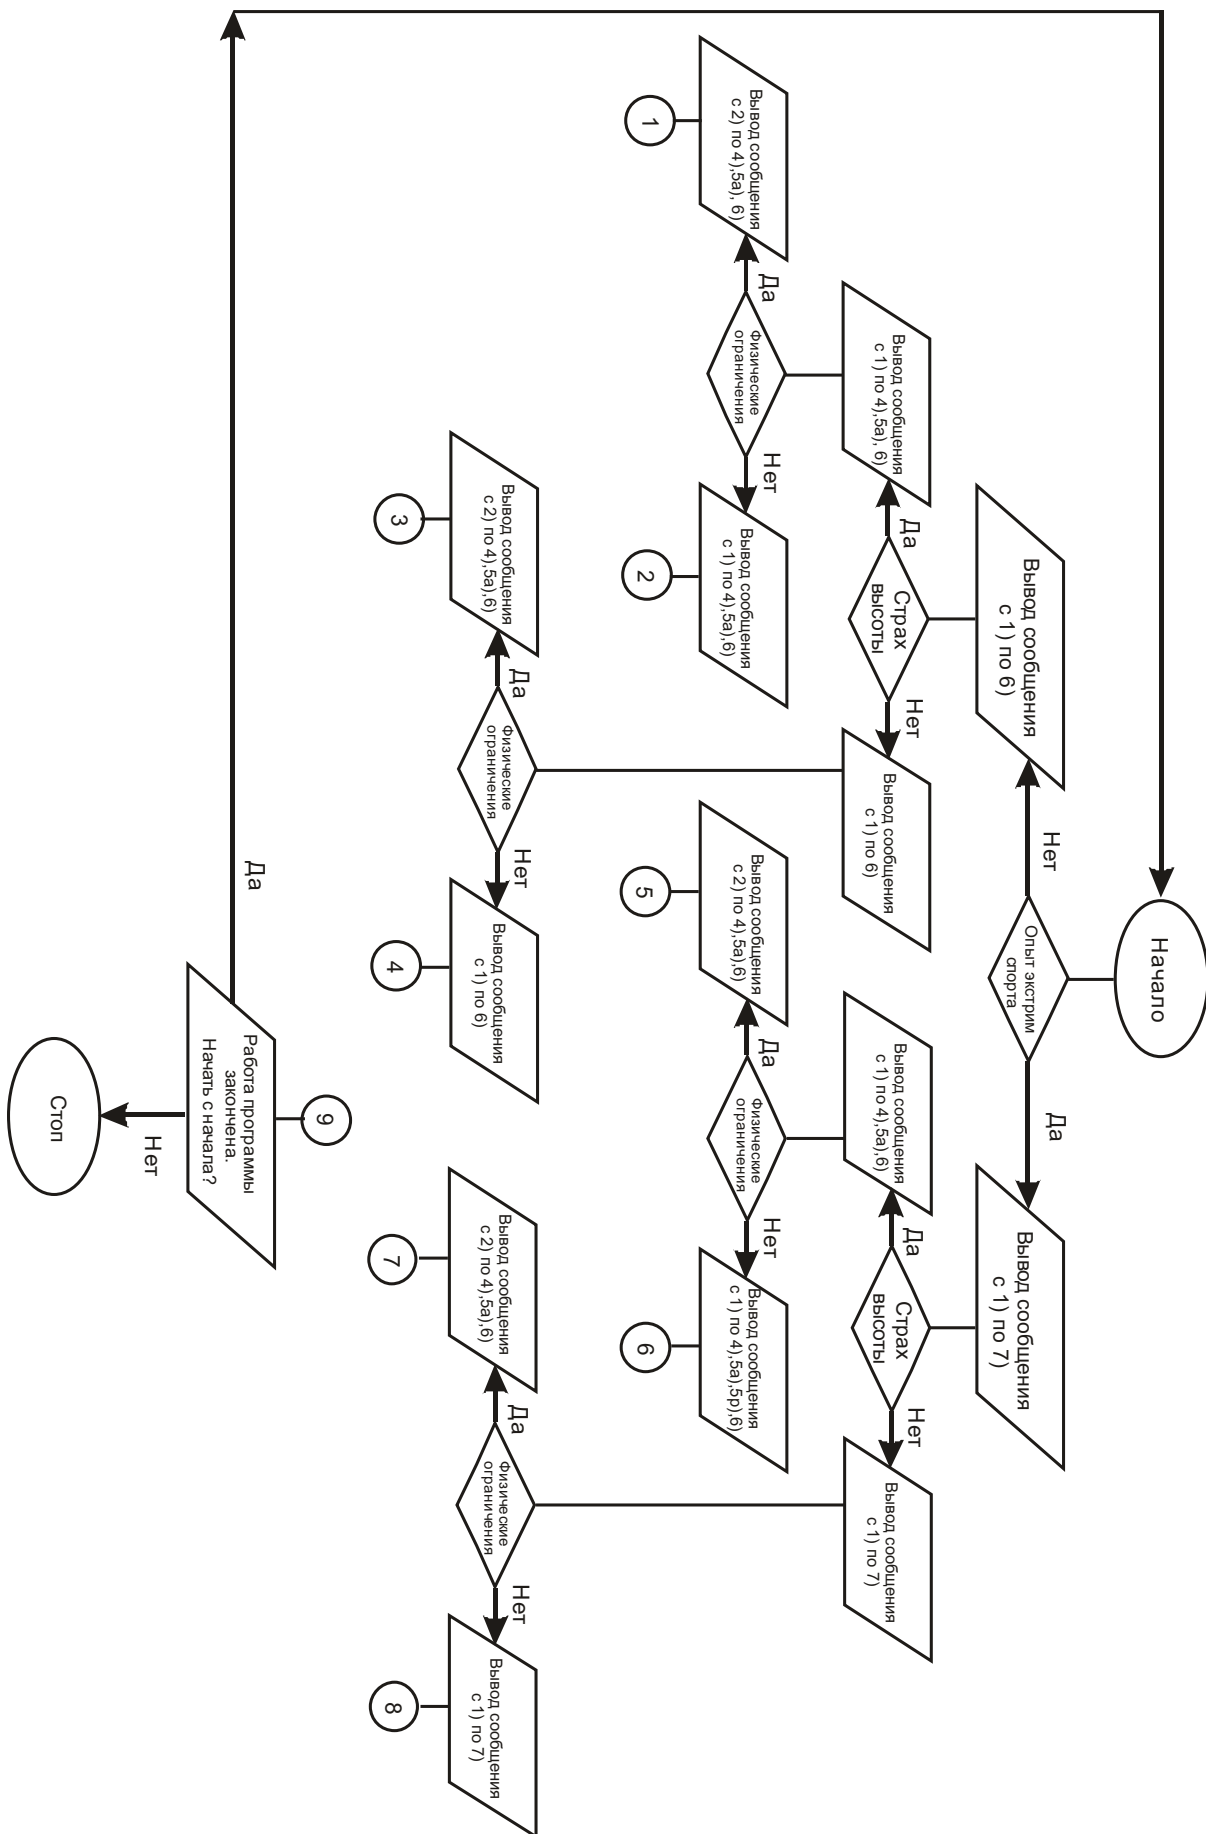 Начало
Опыт экстрим
спорта
Нет
Да
Вывод сообщения
с 1) по 6)
Вывод сообщения
с 1) по 7)
Страх
высоты
Да
Нет
Страх
высоты
Да
Нет
Вывод сообщения
с 1) по 4),5а), 6)
Вывод сообщения
с 1) по 6)
Вывод сообщения
с 1) по 4),5а),6)
Вывод сообщения
с 1) по 7)
Физические
ограничения
Да
Нет
Физические
ограничения
Да
Нет
Вывод сообщения
с 2) по 4),5а), 6)
Вывод сообщения
с 1) по 4),5а),6)
Вывод сообщения
с 2) по 4),5а),6)
Вывод сообщения
с 1) по 4),5а),5р),6)
1
2
5
6
Физические
ограничения
Да
Нет
Физические
ограничения
Да
Нет
Вывод сообщения
с 2) по 4),5а),6)
Вывод сообщения
с 1) по 6)
Вывод сообщения
с 2) по 4),5а),6)
Вывод сообщения
с 1) по 7)
3
4
7
8
9
Да
Работа программы
закончена.
Начать с начала?
Нет
Стоп